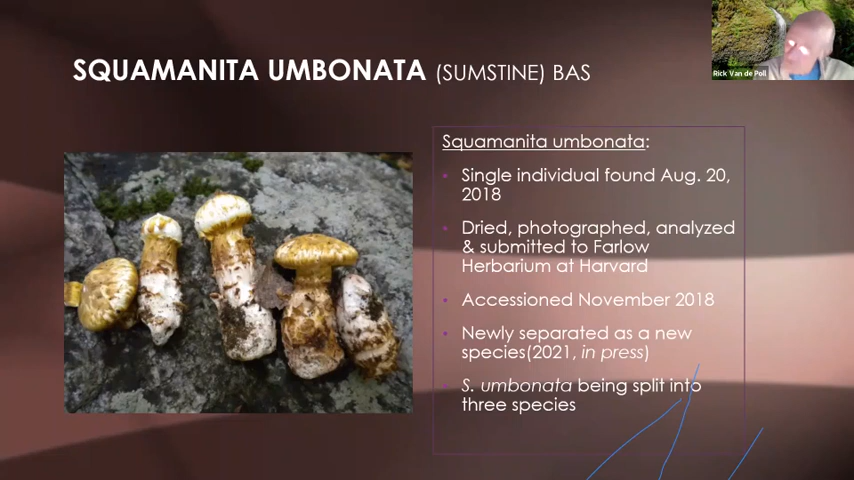 SQUAMANITA UMBONATA (SUMSTINE) BAS
Rick Van de Poll
Squamanita umbonata:
Single individual found Aug. 20,
2018
Dried, photographed, analyzed
& submitted to Farlow
Herbarium at Harvard
Accessioned November 2018
Newly separated as a new
species(2021, in press)
S. umbonata being split into
three species